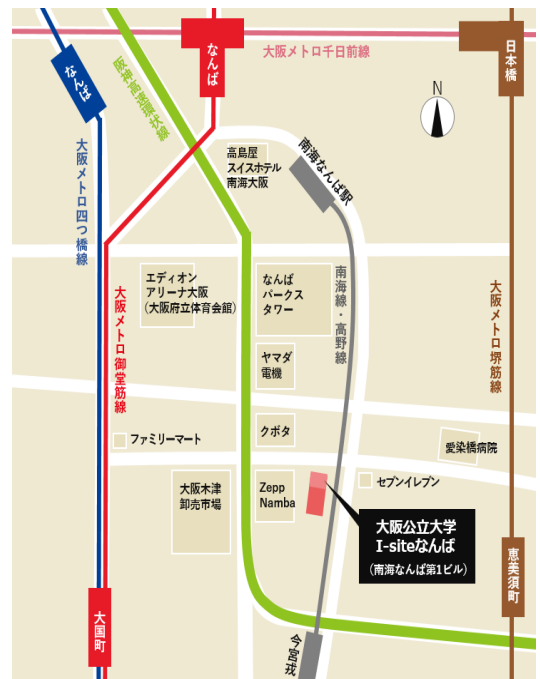 なんば
大阪メトロ千日前線
日本橋
なんば
阪神高速環状線
N
大阪メトロ四つ橋線
高島屋
スイスホテル
南海大阪
南海なんば駅
エディオン
アリーナ大阪
(大阪府立体育会館)
なんば
パークス
タワー
南海線・高野線
大阪メトロ御堂筋線
大阪メトロ堺筋線
ヤマダ
電機
クボタ
ファミリーマート
愛染橋病院
大阪木津
卸売市場
Zepp
Namba
セブンイレブン
大阪公立大学
I-siteなんば
(南海なんば第1ビル)
恵美須町
大国町
今宮戎